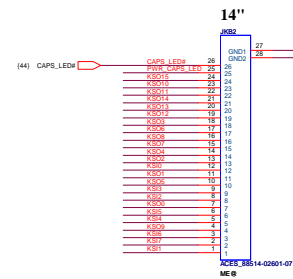 14"
JKB2
GND1 27
GND2 28
{44} CAPS_LED# CAPS_LED# 26 26
PWR_CAPS_LED 25 25
KSO15 24 24
KSO10 23 23
KSO11 22 22
KSO14 21 21
KSO13 20 20
KSO12 19 19
KSO3 18 18
KSO6 17 17
KSO8 16 16
KSO7 15 15
KSO4 14 14
KSO2 13 13
KSI0 12 12
KSO1 11 11
KSO5 10 10
KSI3 9 9
KSI2 8 8
KSO0 7 7
KSI5 6 6
KSI4 5 5
KSO9 4 4
KSI6 3 3
KSI7 2 2
KSI1 1 1
ACES_88514-02601-07
ME@